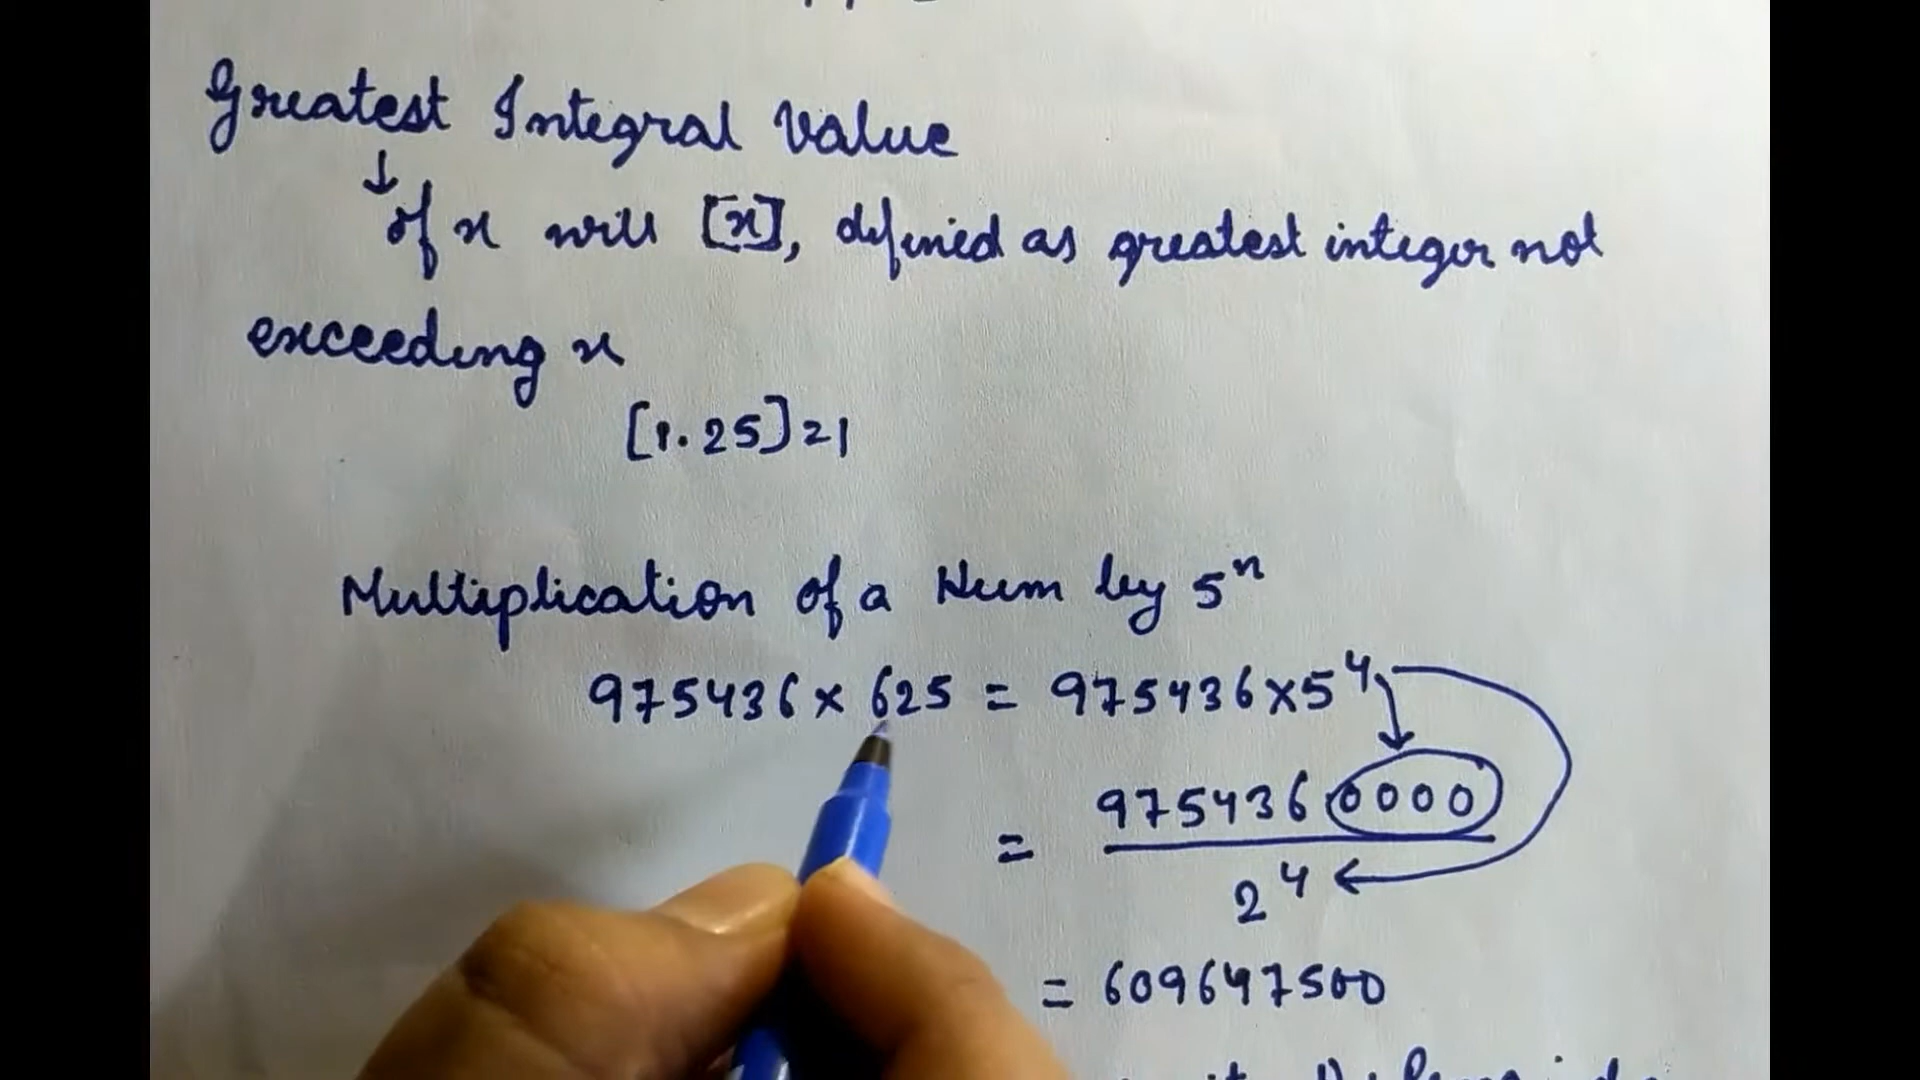 Greatest Integral Value
↓
of x will [x], defined as greatest integer not
exceeding x
[1.25]=1
Multiplication of a Num by 5ⁿ
975436 × 625 = 975436×5⁴
= 9754360000 / 2⁴
= 609647500